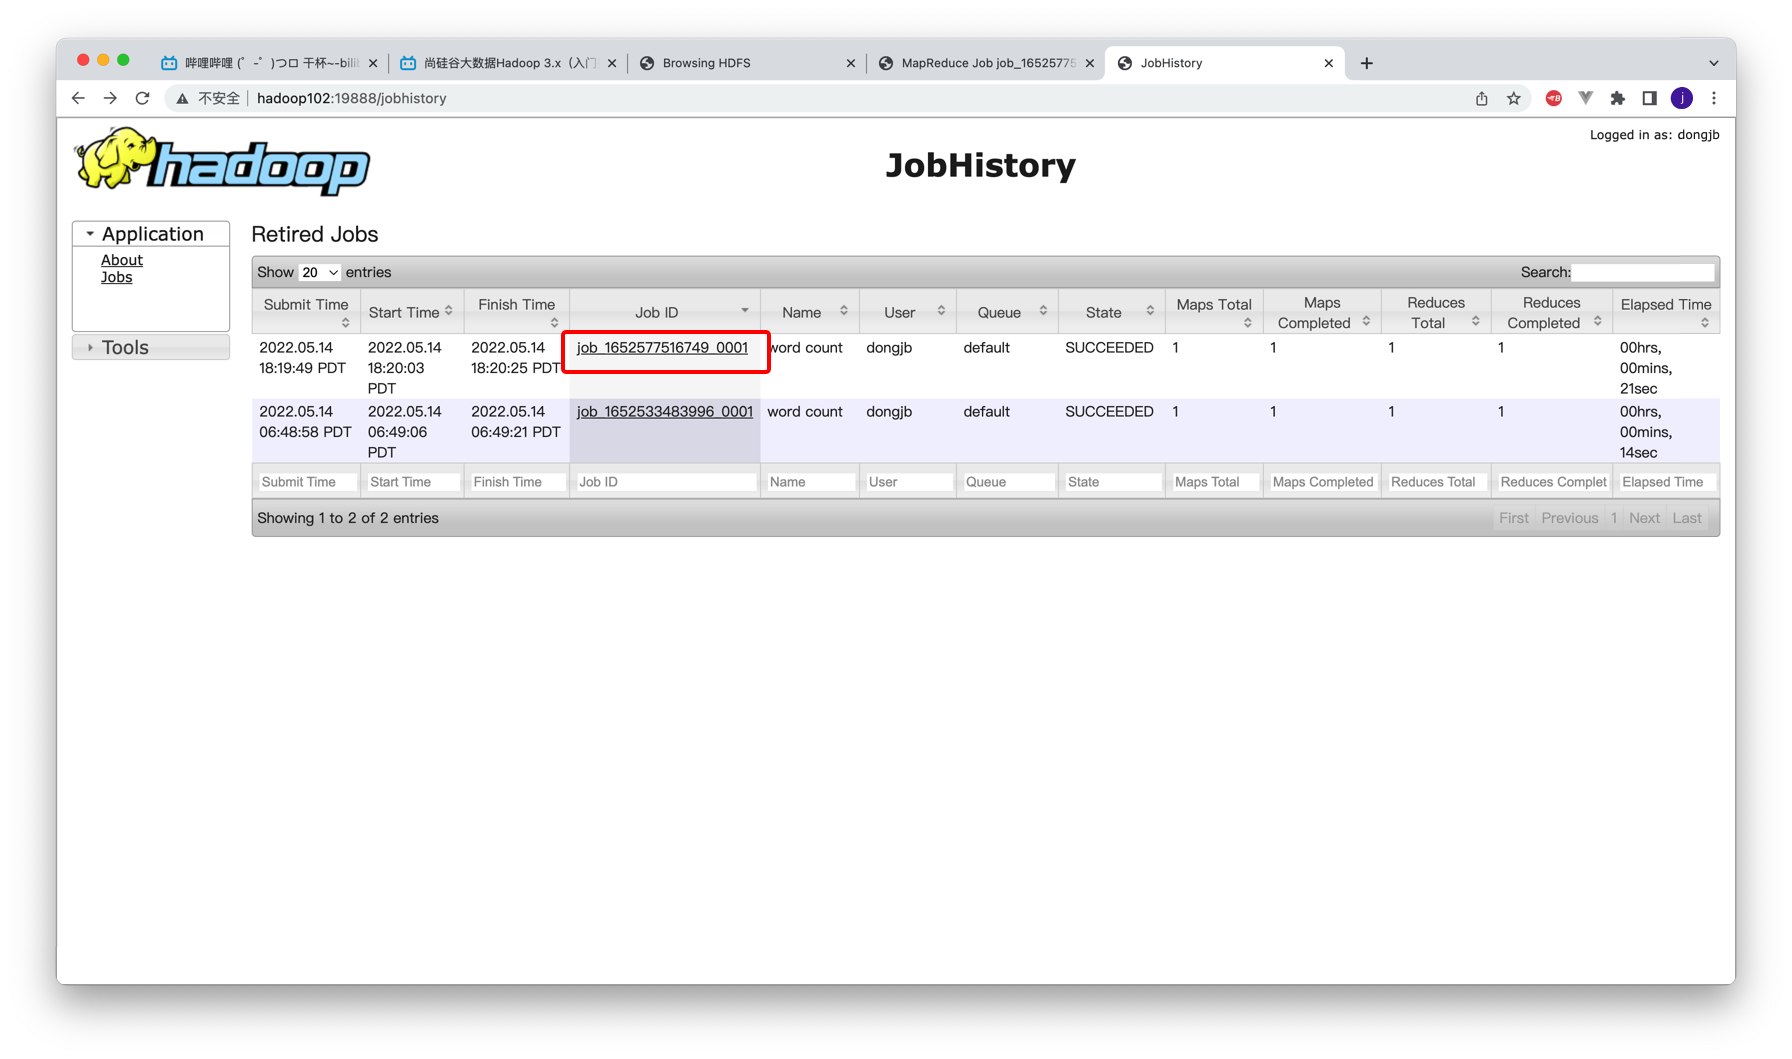 哔哩哔哩 (゜-゜)つロ 干杯~-bili
尚硅谷大数据Hadoop 3.x（入门
Browsing HDFS
MapReduce Job job_16525775
JobHistory
不安全
hadoop102:19888/jobhistory
j
hadoop
Logged in as: dongjb
JobHistory
Application
About
Jobs
Tools
Retired Jobs
Show 20 entries
Search:
Submit Time Start Time Finish Time Job ID Name User Queue State Maps Total Maps Completed Reduces Total Reduces Completed Elapsed Time
2022.05.14 2022.05.14 2022.05.14 job_1652577516749_0001 word count dongjb default SUCCEEDED 1 1 1 1 00hrs,
18:19:49 PDT 18:20:03 18:20:25 PDT 00mins,
PDT 21sec
2022.05.14 2022.05.14 2022.05.14 job_1652533483996_0001 word count dongjb default SUCCEEDED 1 1 1 1 00hrs,
06:48:58 PDT 06:49:06 06:49:21 PDT 00mins,
PDT 14sec
Submit Time Start Time Finish Time Job ID Name User Queue State Maps Total Maps Completed Reduces Total Reduces Complet Elapsed Time
Showing 1 to 2 of 2 entries
First Previous 1 Next Last